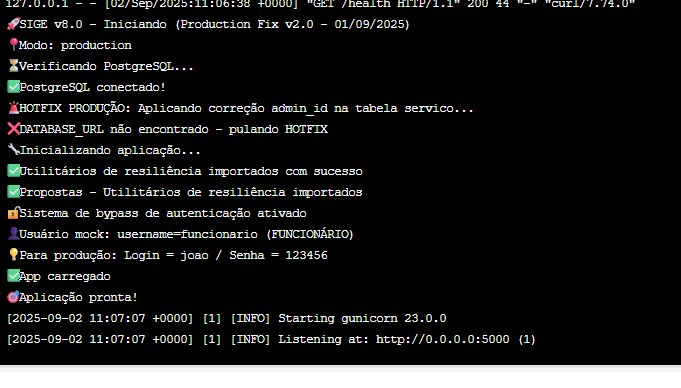 127.0.0.1 - - [02/Sep/2025:11:06:38 +0000] "GET /health HTTP/1.1" 200 44 "-" "curl/7.74.0"
🚀SIGE v8.0 - Iniciando (Production Fix v2.0 - 01/09/2025)
📍Modo: production
⏳Verificando PostgreSQL...
✅PostgreSQL conectado!
🚨HOTFIX PRODUÇÃO: Aplicando correção admin_id na tabela servico...
❌DATABASE_URL não encontrado - pulando HOTFIX
🔧Inicializando aplicação...
✅Utilitários de resiliência importados com sucesso
✅Propostas - Utilitários de resiliência importados
🔓Sistema de bypass de autenticação ativado
👤Usuário mock: username=funcionario (FUNCIONÁRIO)
💡Para produção: Login = joao / Senha = 123456
✅App carregado
🎯Aplicação pronta!
[2025-09-02 11:07:07 +0000] [1] [INFO] Starting gunicorn 23.0.0
[2025-09-02 11:07:07 +0000] [1] [INFO] Listening at: http://0.0.0.0:5000 (1)